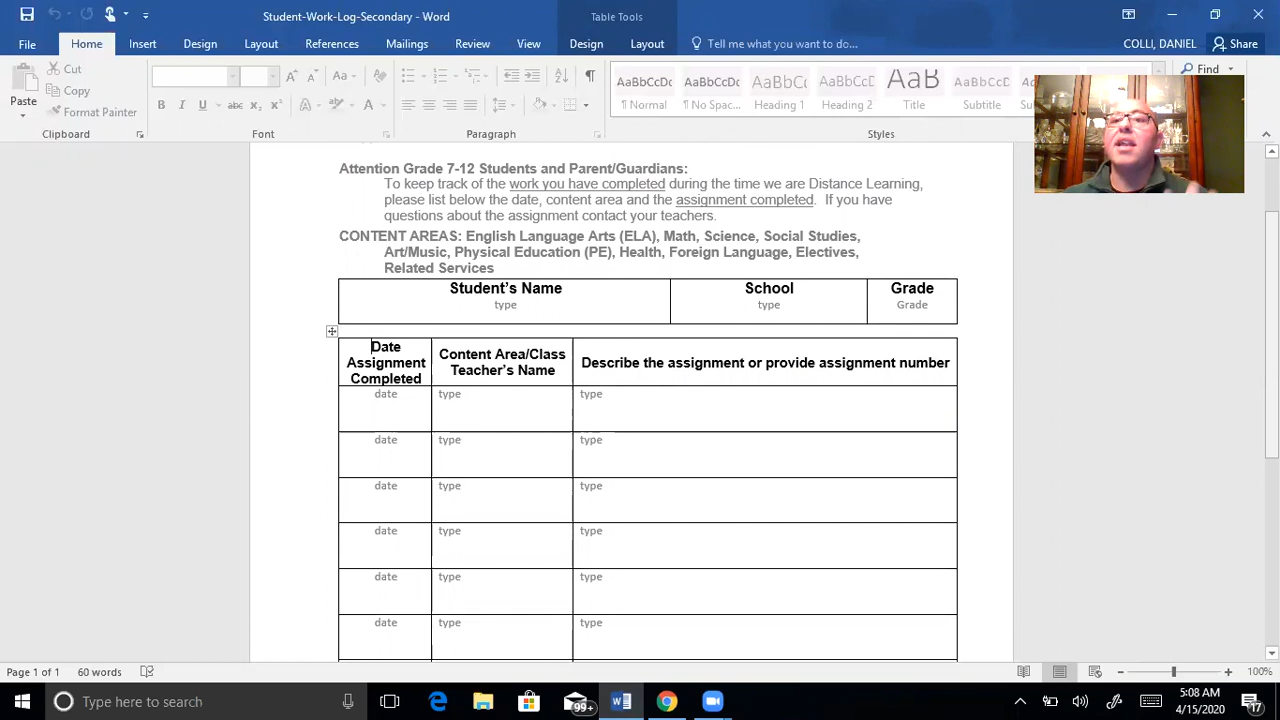 Student-Work-Log-Secondary
Table Tools
File
Home
Insert
Design
Layout
References
Mailings
Review
View
Design
Layout
Tell me what you want to do...
COLLI, DANIEL
Share
Paste
Cut
Copy
Format Painter
Clipboard
Font
Paragraph
AaBbCcDc
¶ Normal
AaBbCcDc
¶ No Spac...
AaBbCc
Heading 1
AaBbCcC
Heading 2
AaB
Title
AaBbCcD
Subtitle
Styles
Find
Attention Grade 7-12 Students and Parent/Guardians:
To keep track of the work you have completed during the time we are Distance Learning,
please list below the date, content area and the assignment completed. If you have
questions about the assignment contact your teachers.
CONTENT AREAS: English Language Arts (ELA), Math, Science, Social Studies,
Art/Music, Physical Education (PE), Health, Foreign Language, Electives,
Related Services
Student's Name
type
School
type
Grade
Grade
Date
Assignment
Completed
Content Area/Class
Teacher's Name
Describe the assignment or provide assignment number
date type type
date type type
date type type
date type type
date type type
date type
Page 1 of 1
60 words
100%
Type here to search
99+
5:08 AM
4/15/2020
17